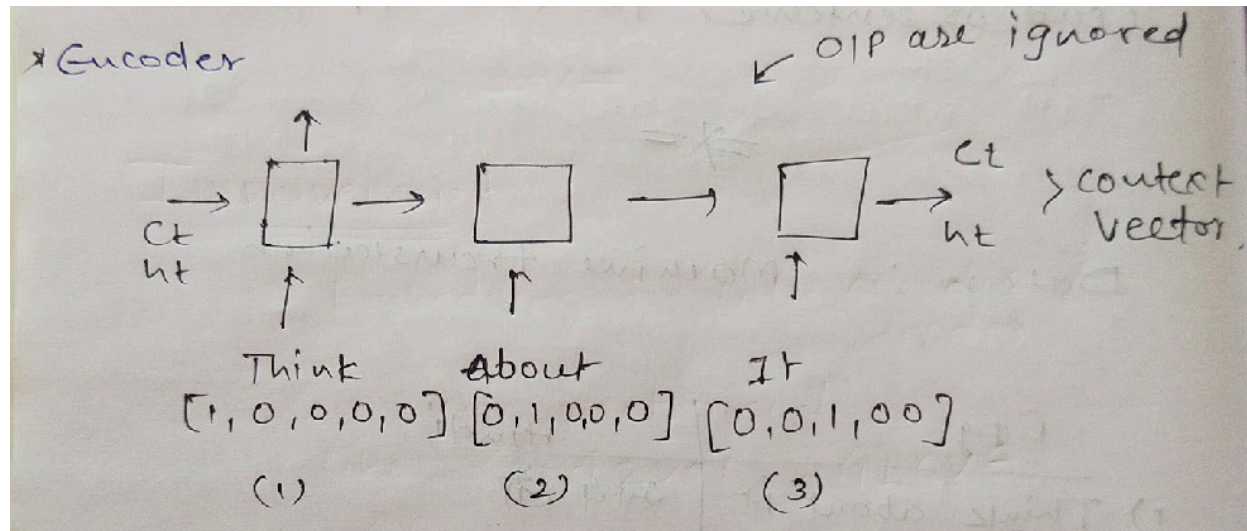 * Encoder
O/P are ignored
Ct
ht
Ct
ht
> context
vector.
Think About It
[1, 0, 0, 0, 0] [0, 1, 0, 0, 0] [0, 0, 1, 0 0]
(1) (2) (3)